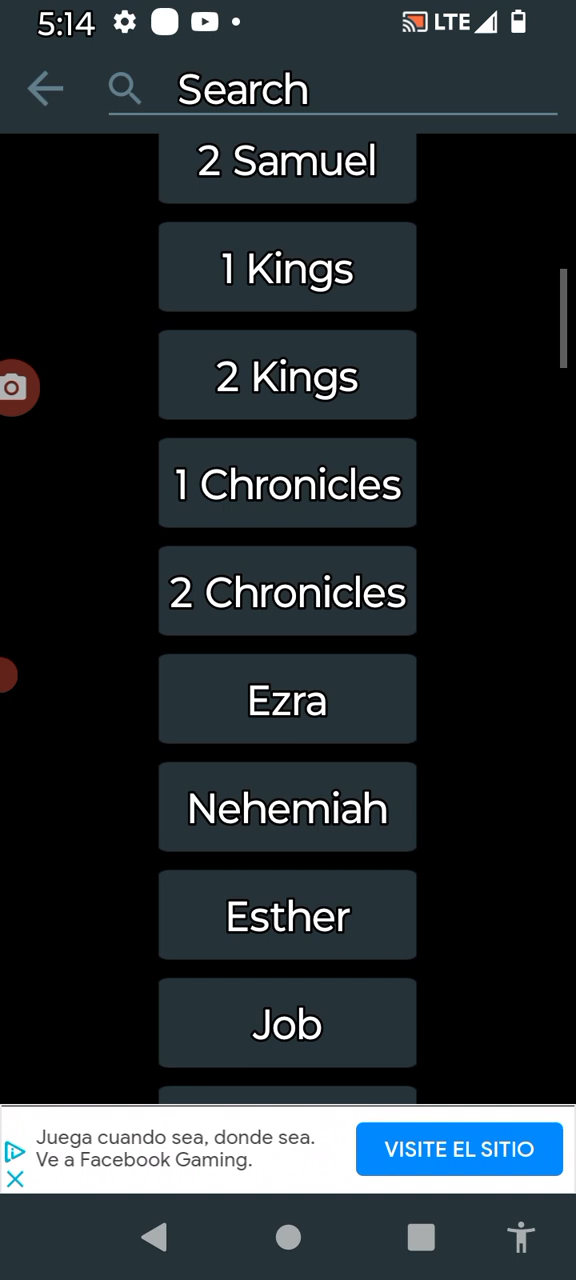 5:14
LTE
Search
2 Samuel
1 Kings
2 Kings
1 Chronicles
2 Chronicles
Ezra
Nehemiah
Esther
Job
Juega cuando sea, donde sea.
Ve a Facebook Gaming.
VISITE EL SITIO